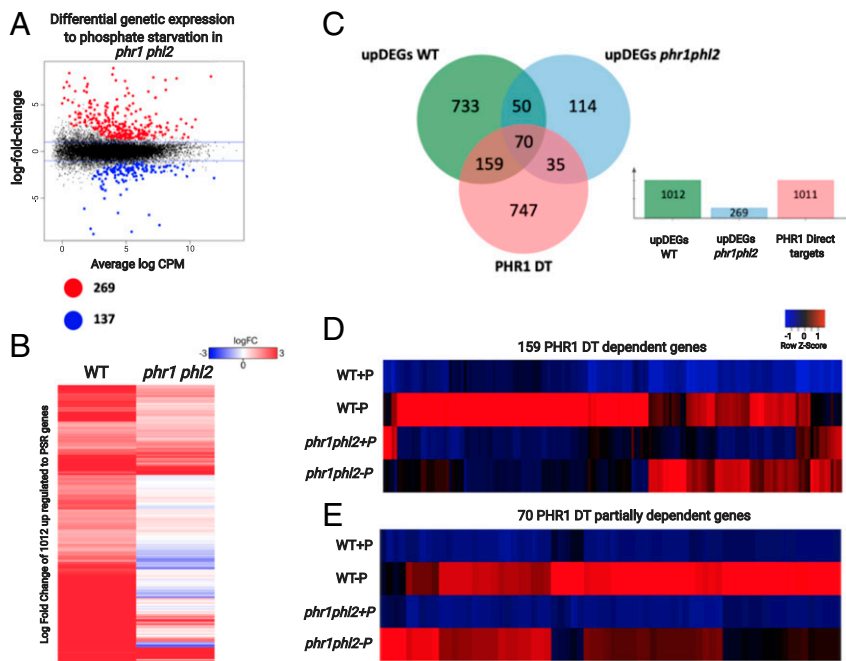 A
Differential genetic expression
to phosphate starvation in
phr1 phl2
log-fold-change
5
0
-5
0
5
10
Average log CPM
269
137
B
logFC
-3
3
0
WT
phr1 phl2
Log Fold Change of 1012 up regulated to PSR genes
C
upDEGs WT
upDEGs phr1phl2
733
50
114
70
159
35
747
PHR1 DT
1012
269
1011
upDEGs
WT
upDEGs
phr1phl2
PHR1 Direct
targets
D
159 PHR1 DT dependent genes
-1 0 1
Row Z-Score
WT+P
WT-P
phr1phl2+P
phr1phl2-P
E
70 PHR1 DT partially dependent genes
WT+P
WT-P
phr1phl2+P
phr1phl2-P